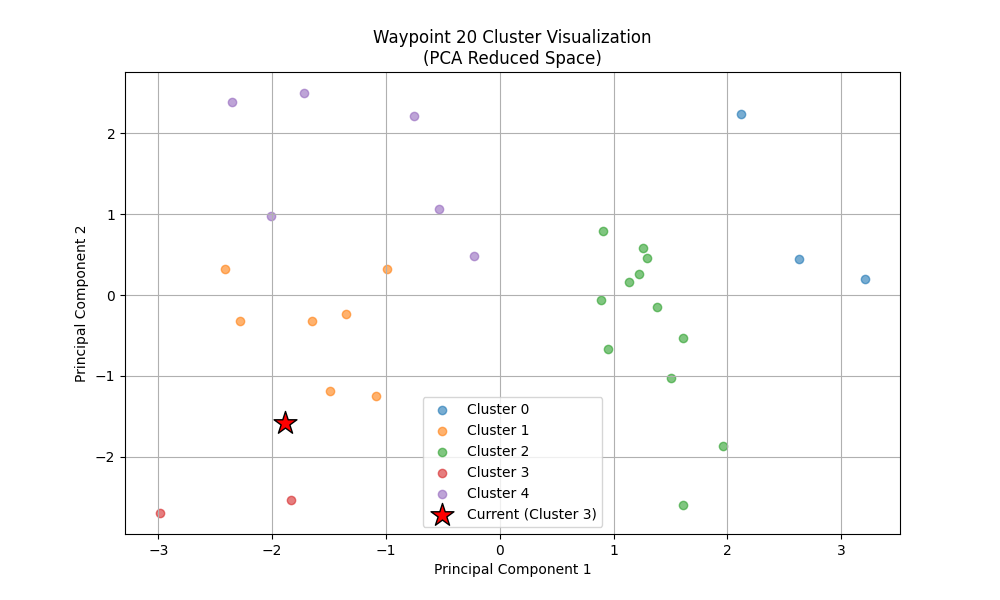 Waypoint 20 Cluster Visualization
(PCA Reduced Space)
Principal Component 2
2
1
0
−1
−2
−3
−2
−1
0
1
2
3
Principal Component 1
Cluster 0
Cluster 1
Cluster 2
Cluster 3
Cluster 4
Current (Cluster 3)